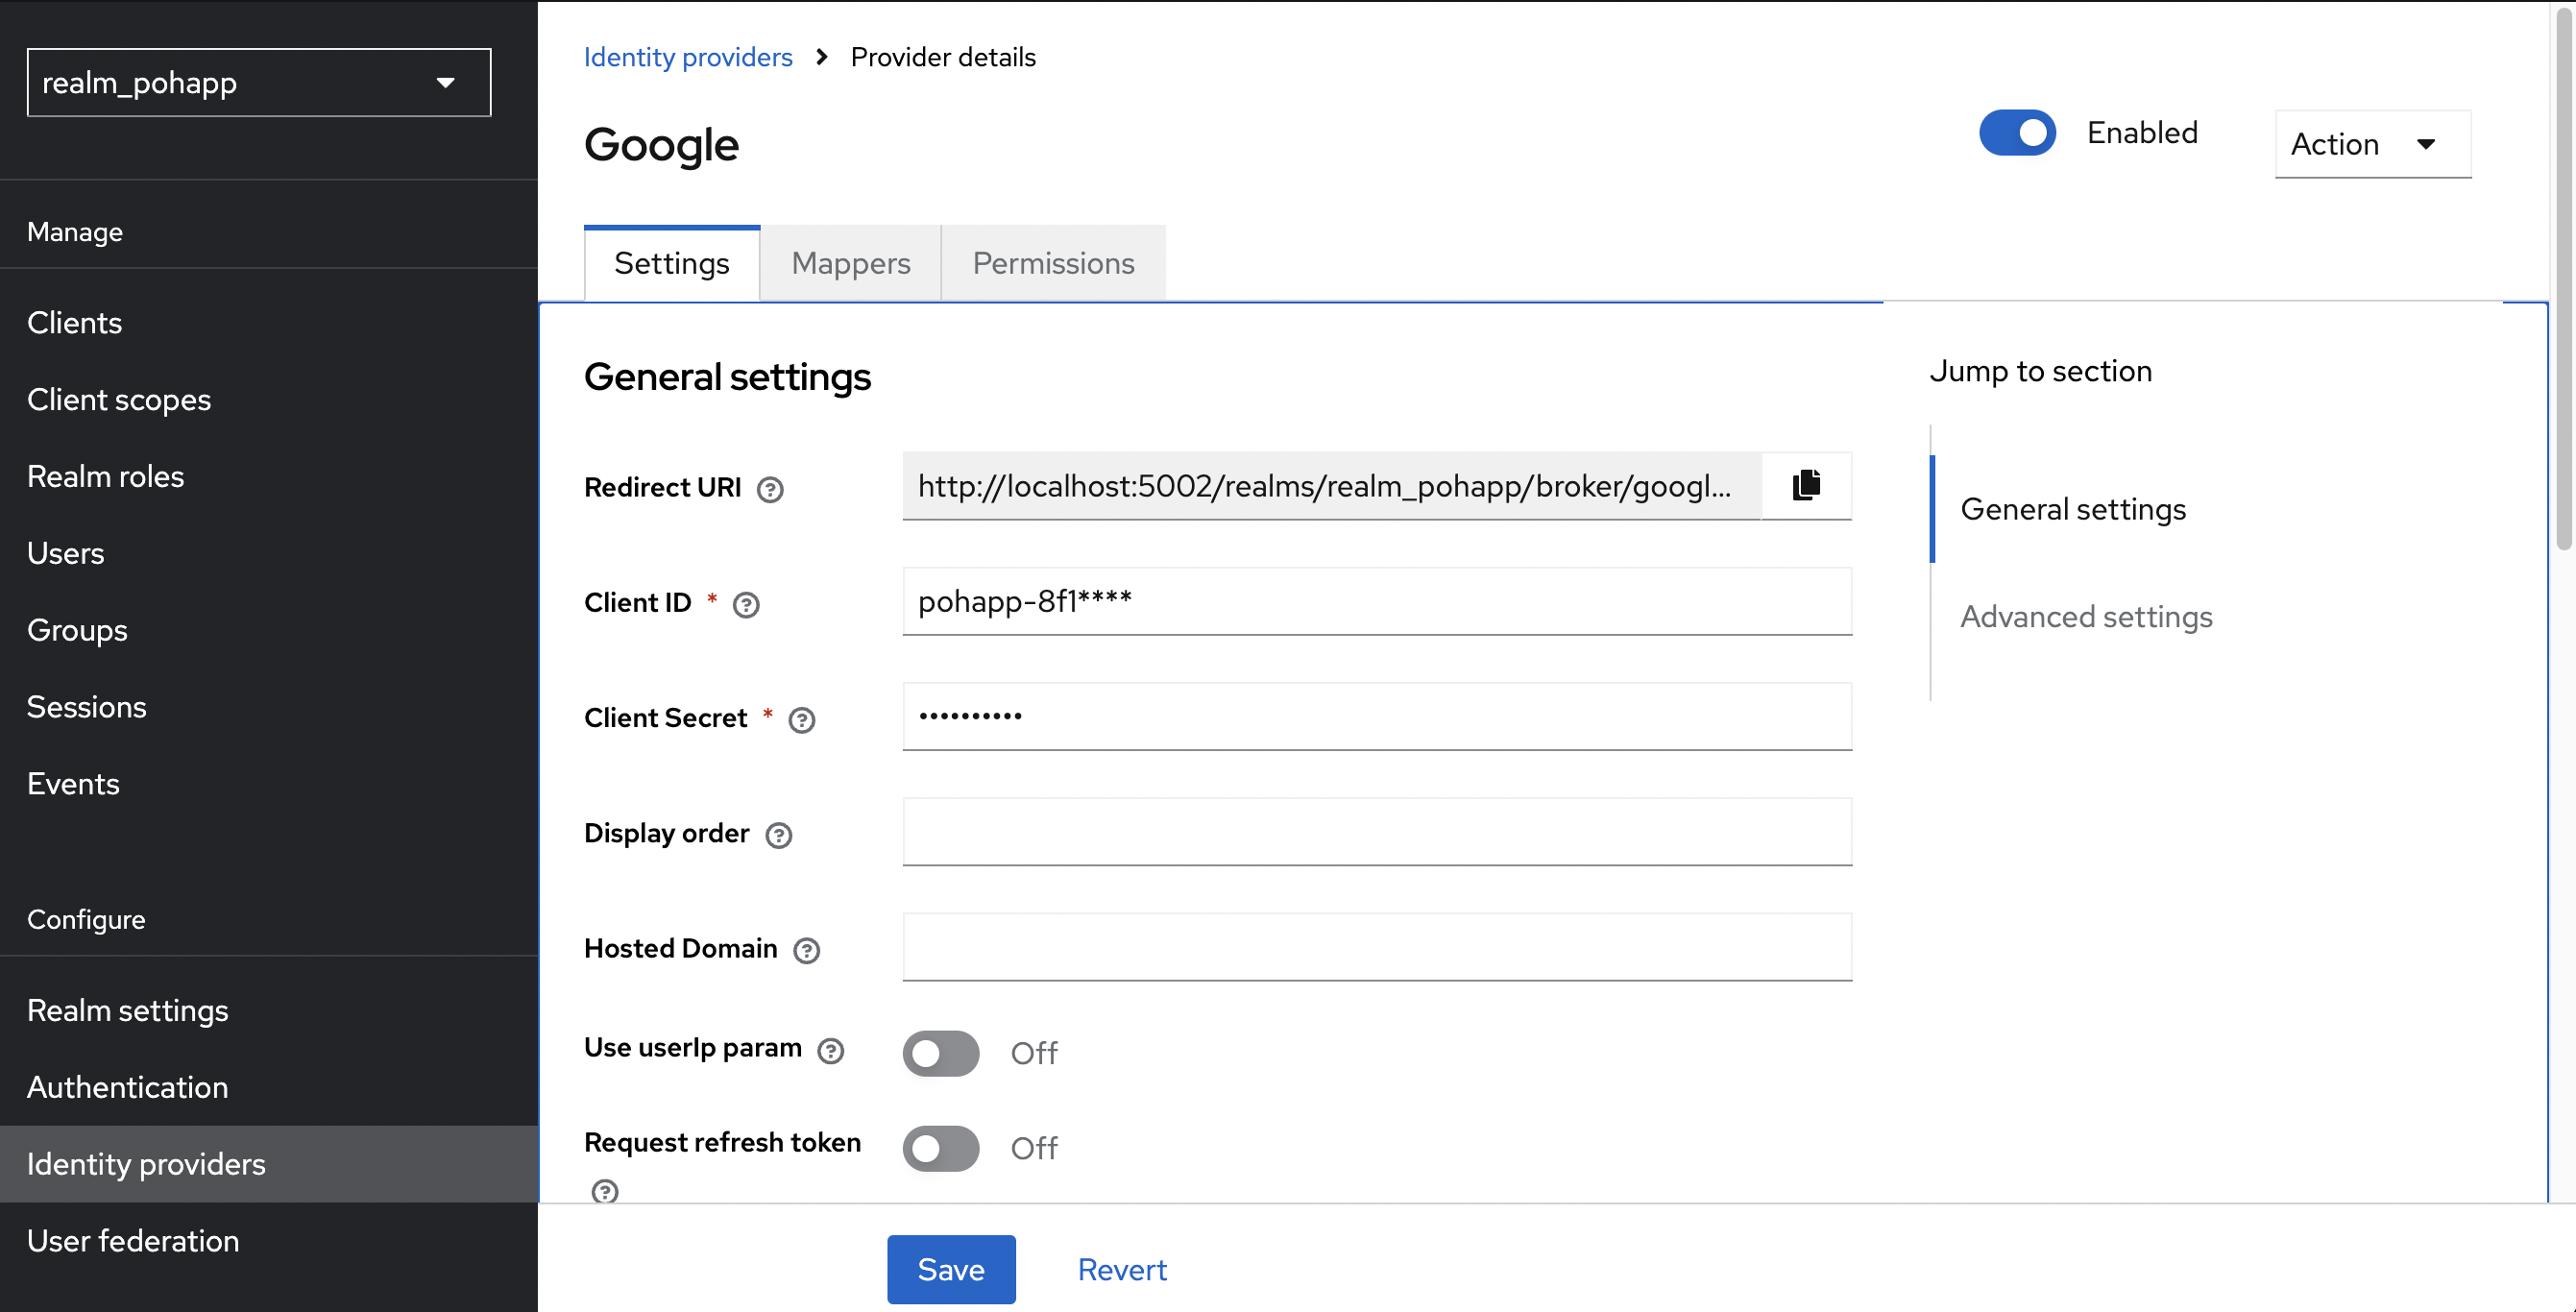 realm_pohapp
Manage
Clients
Client scopes
Realm roles
Users
Groups
Sessions
Events
Configure
Realm settings
Authentication
Identity providers
User federation
Identity providers Provider details
Google
Enabled
Action
Settings Mappers Permissions
General settings
Redirect URI http://localhost:5002/realms/realm_pohapp/broker/googl...
Client ID * pohapp-8f1****
Client Secret * ••••••••••
Display order
Hosted Domain
Use userIp param Off
Request refresh token Off
Save Revert
Jump to section
General settings
Advanced settings